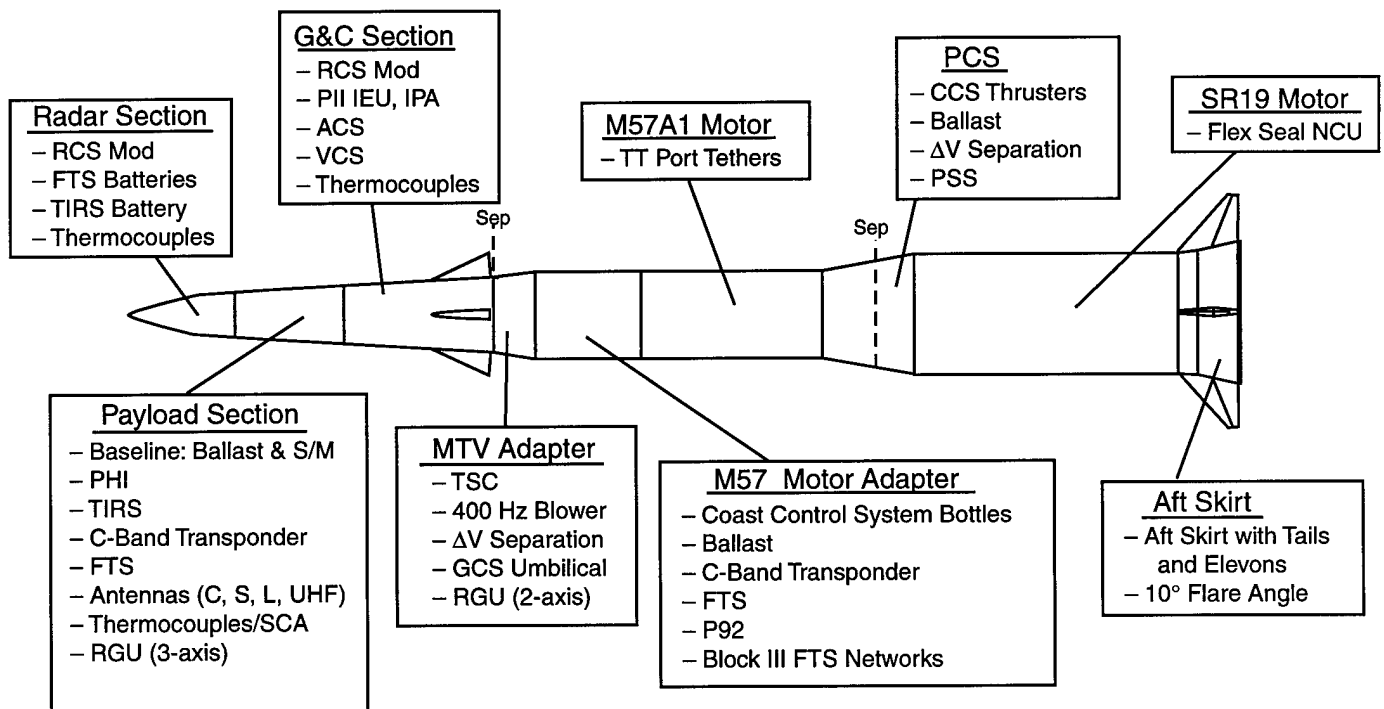 G&C Section
– RCS Mod
– PII IEU, IPA
– ACS
– VCS
– Thermocouples
PCS
– CCS Thrusters
– Ballast
– ΔV Separation
– PSS
SR19 Motor
– Flex Seal NCU
Radar Section
– RCS Mod
– FTS Batteries
– TIRS Battery
– Thermocouples
M57A1 Motor
– TT Port Tethers
Sep
Sep
Payload Section
– Baseline: Ballast & S/M
– PHI
– TIRS
– C-Band Transponder
– FTS
– Antennas (C, S, L, UHF)
– Thermocouples/SCA
– RGU (3-axis)
MTV Adapter
– TSC
– 400 Hz Blower
– ΔV Separation
– GCS Umbilical
– RGU (2-axis)
M57 Motor Adapter
– Coast Control System Bottles
– Ballast
– C-Band Transponder
– FTS
– P92
– Block III FTS Networks
Aft Skirt
– Aft Skirt with Tails
and Elevons
– 10° Flare Angle